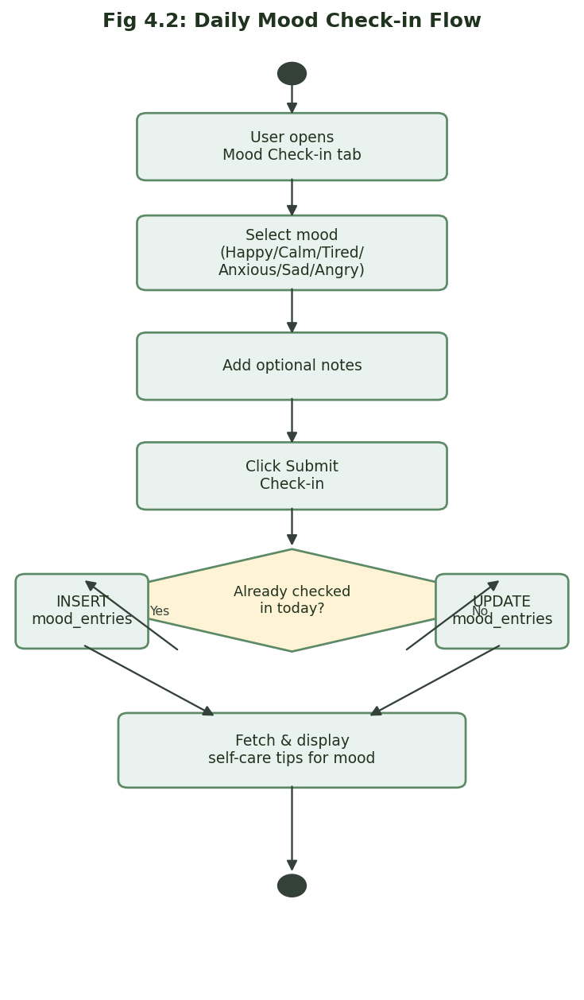 Fig 4.2: Daily Mood Check-in Flow
User opens
Mood Check-in tab
Select mood
(Happy/Calm/Tired/
Anxious/Sad/Angry)
Add optional notes
Click Submit
Check-in
Already checked
in today?
INSERT
mood_entries
Yes
No
UPDATE
mood_entries
Fetch & display
self-care tips for mood